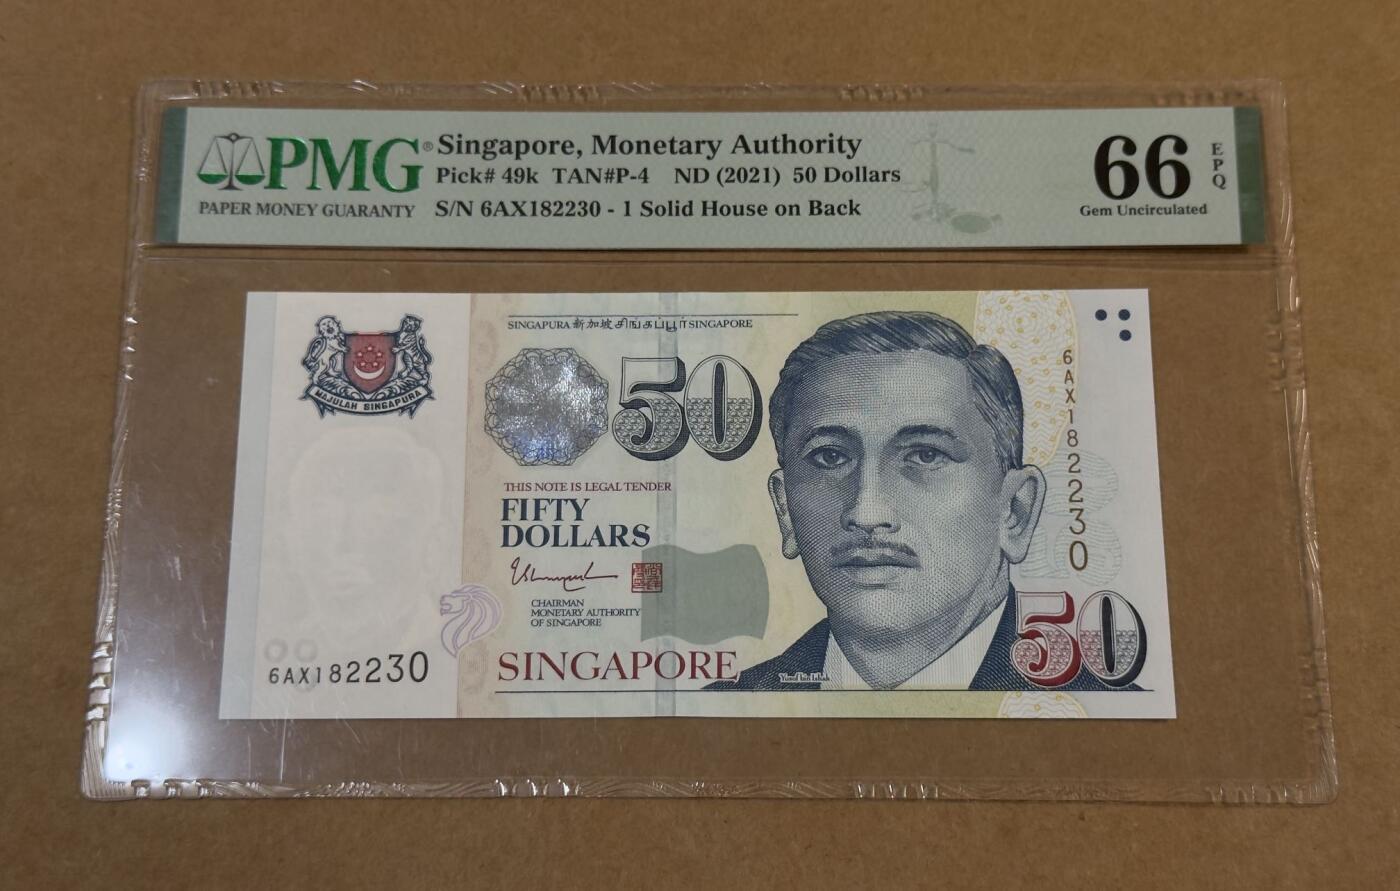 PMG® Singapore, Monetary Authority
Pick# 49k TAN#P-4 ND (2021) 50 Dollars
PAPER MONEY GUARANTY S/N 6AX182230 - 1 Solid House on Back
66 EPQ
Gem Uncirculated
SINGAPURA 新加坡 சிங்கப்பூர் SINGAPORE
50
MAJULAH SINGAPURA
6AX182230
THIS NOTE IS LEGAL TENDER
FIFTY
DOLLARS
CHAIRMAN
MONETARY AUTHORITY
OF SINGAPORE
6AX182230
SINGAPORE
50